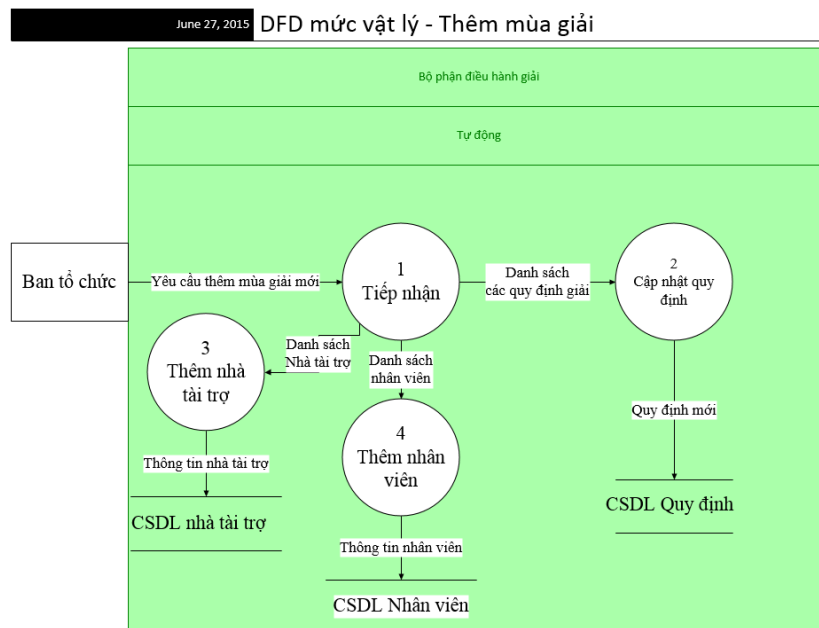 June 27, 2015
DFD mức vật lý - Thêm mùa giải
Bộ phận điều hành giải
Tự động
Ban tổ chức
Yêu cầu thêm mùa giải mới
1
Tiếp nhận
Danh sách
các quy định giải
2
Cập nhật quy
định
Danh sách
Nhà tài trợ
3
Thêm nhà
tài trợ
Danh sách
nhân viên
4
Thêm nhân
viên
Quy định mới
Thông tin nhà tài trợ
CSDL nhà tài trợ
CSDL Quy định
Thông tin nhân viên
CSDL Nhân viên